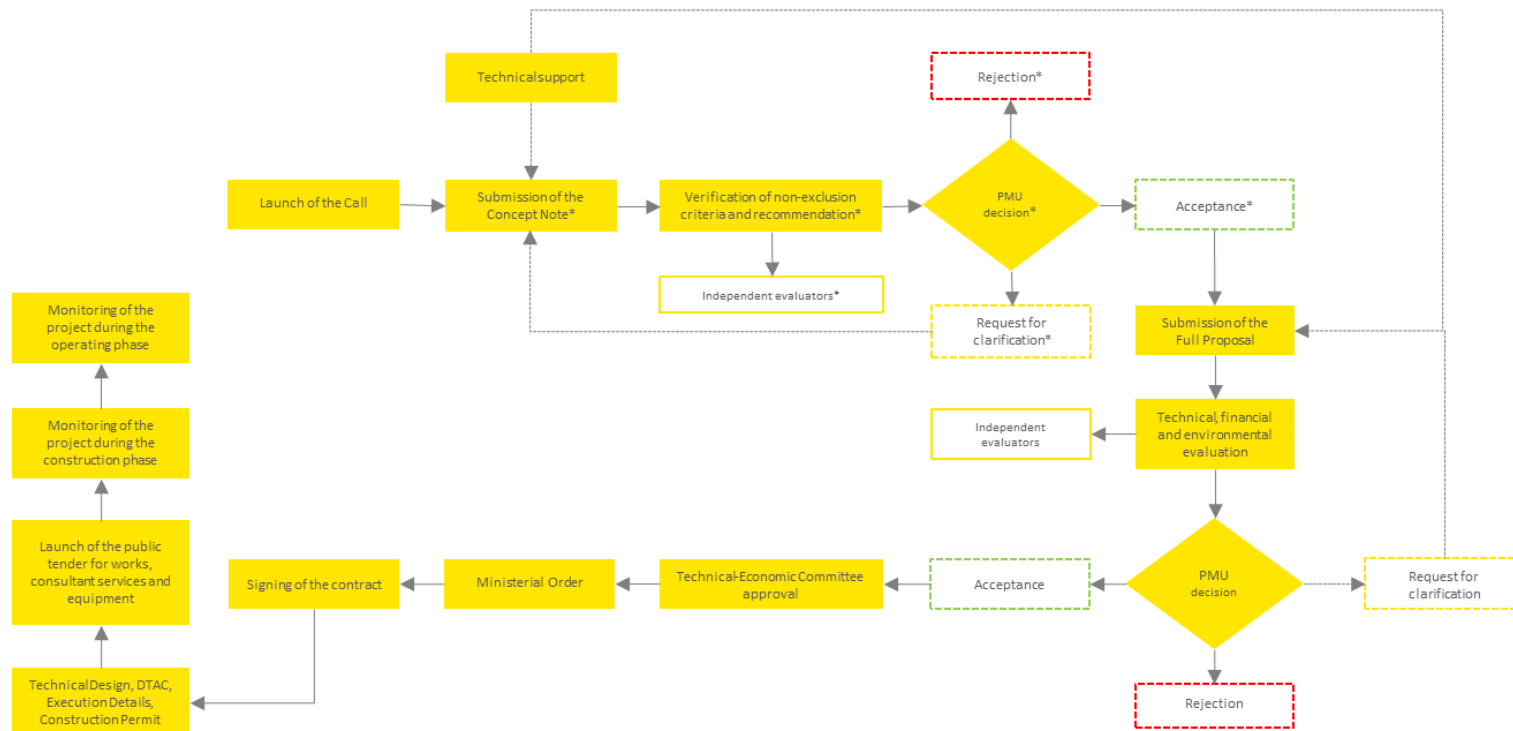 Technical support
Rejection*
Launch of the Call
Submission of the
Concept Note*
Verification of non-exclusion
criteria and recommendation*
PMU
decision*
Acceptance*
Independent evaluators*
Request for
clarification*
Submission of the
Full Proposal
Monitoring of the
project during the
operating phase
Monitoring of the
project during the
construction phase
Independent
evaluators
Technical, financial
and environmental
evaluation
Launch of the public
tender for works,
consultant services and
equipment
Signing of the contract
Ministerial Order
Technical-Economic Committee
approval
Acceptance
PMU
decision
Request for
clarification
Technical Design, DTAC,
Execution Details,
Construction Permit
Rejection